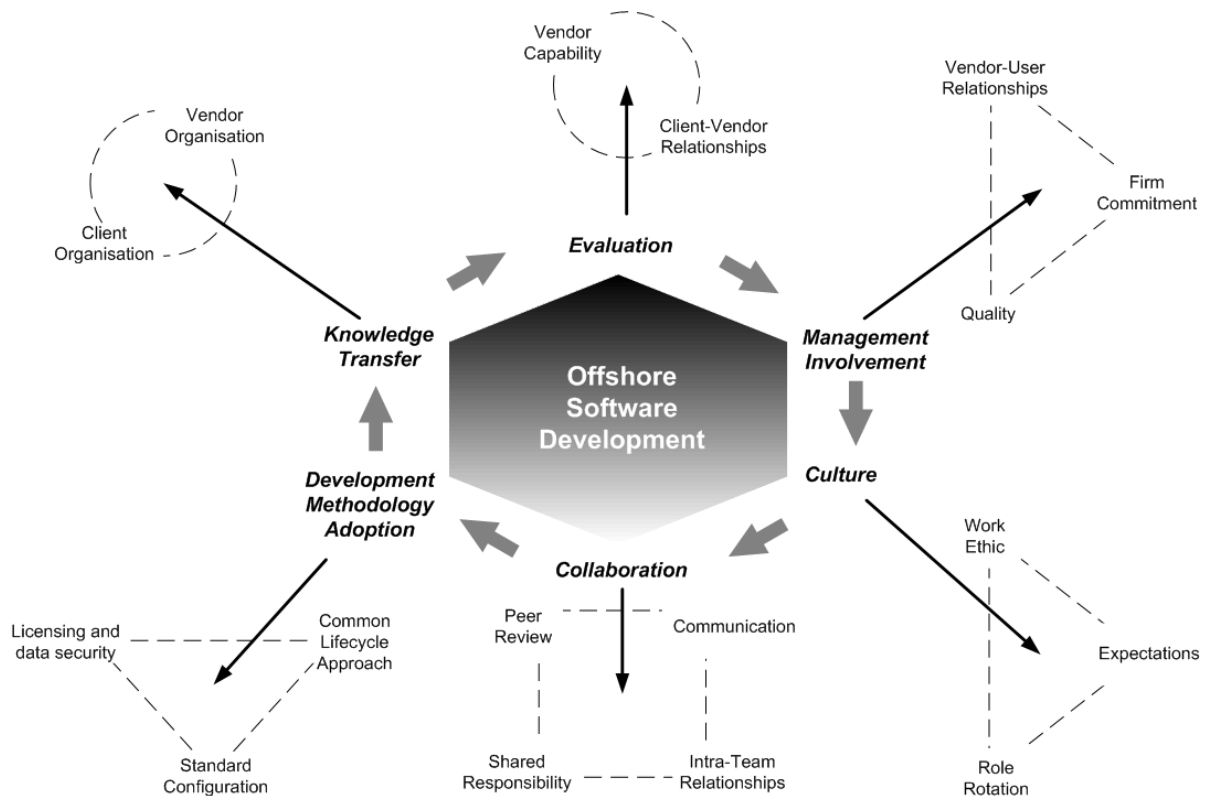 Vendor
Capability
Client-Vendor
Relationships
Vendor-User
Relationships
Firm
Commitment
Quality
Vendor
Organisation
Client
Organisation
Evaluation
Knowledge
Transfer
Management
Involvement
Offshore
Software
Development
Development
Methodology
Adoption
Culture
Collaboration
Work
Ethic
Expectations
Role
Rotation
Peer
Review
Communication
Shared
Responsibility
Intra-Team
Relationships
Licensing and
data security
Common
Lifecycle
Approach
Standard
Configuration